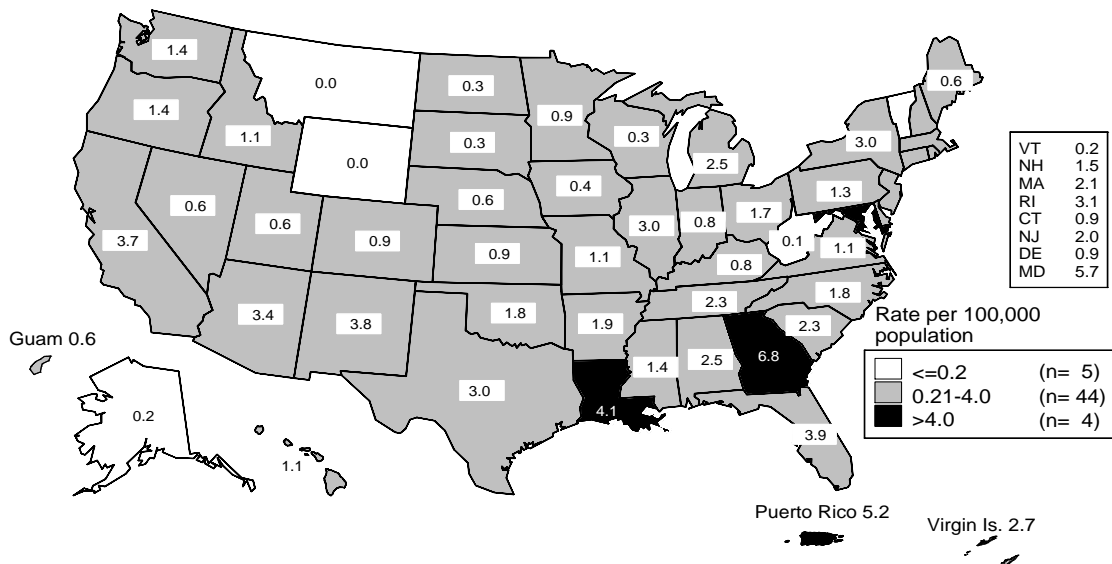 1.4
0.0
0.3
0.6
1.4
0.9
1.1
0.3
0.3
3.0
0.0
2.5
VT 0.2
NH 1.5
MA 2.1
RI 3.1
CT 0.9
NJ 2.0
DE 0.9
MD 5.7
0.6
0.6
0.6
0.4
1.3
3.7
0.9
0.9
1.1
3.0
0.8
1.7
0.1
1.1
0.8
3.4
3.8
1.8
1.9
2.3
1.8
2.3
Guam 0.6
3.0
1.4
2.5
6.8
Rate per 100,000
population
<=0.2 (n= 5)
0.21-4.0 (n= 44)
>4.0 (n= 4)
0.2
1.1
4.1
3.9
Puerto Rico 5.2
Virgin Is. 2.7